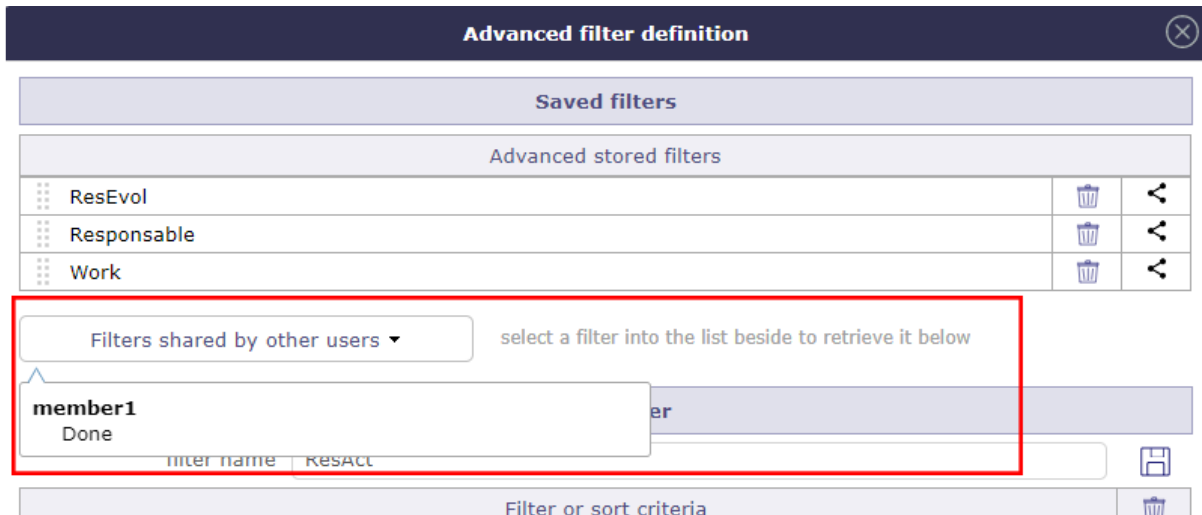 Advanced filter definition
Saved filters
Advanced stored filters
ResEvol
Responsable
Work
Filters shared by other users
select a filter into the list beside to retrieve it below
member1
Done
er
filter name
ResAct
Filter or sort criteria